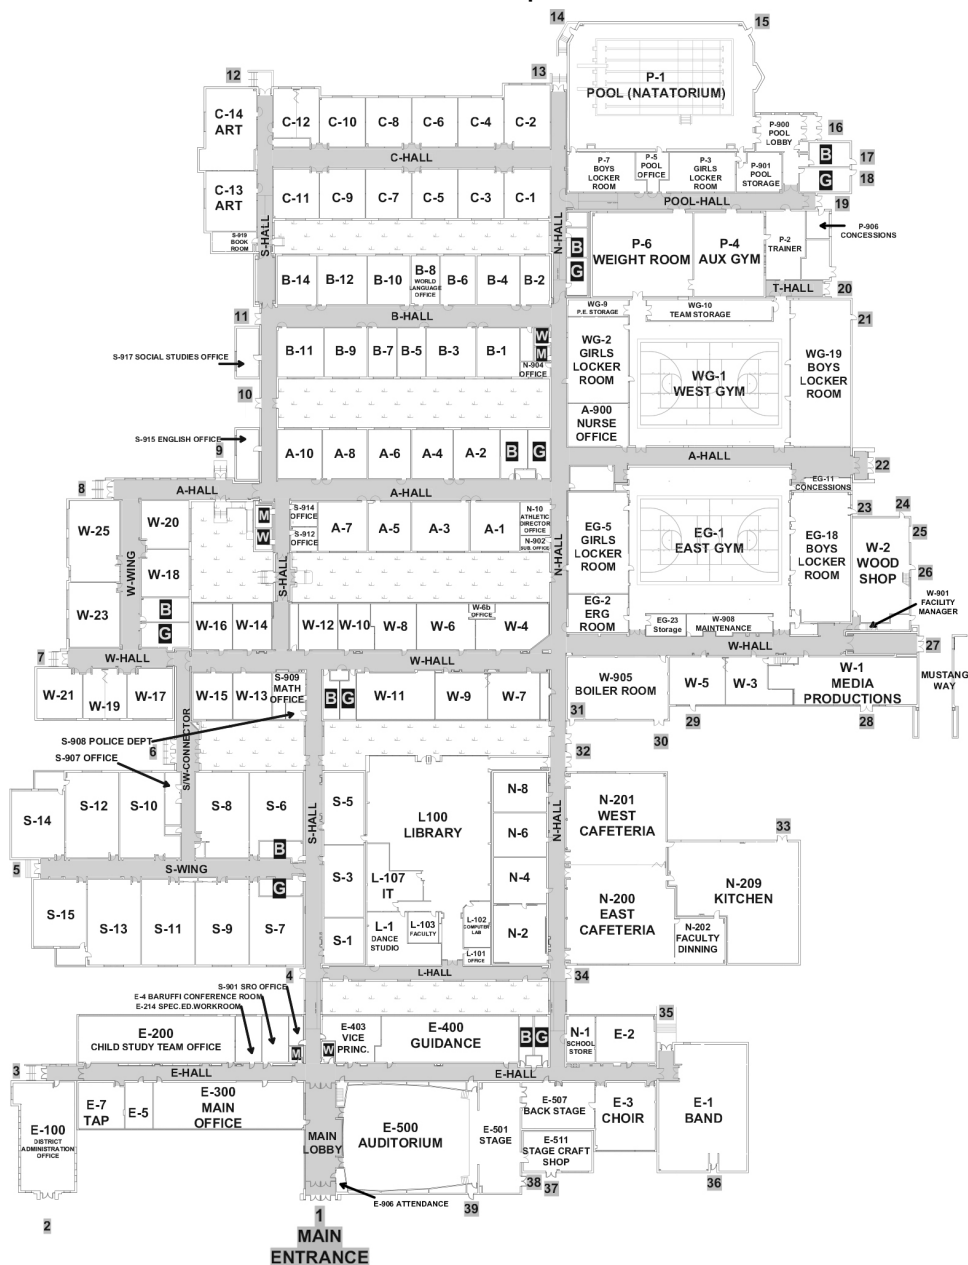 14
15
12
13
P-1
POOL (NATATORIUM)
C-14
ART
C-12
C-10
C-8
C-6
C-4
C-2
P-900
POOL
LOBBY
16
C-HALL
P-7
BOYS
LOCKER
ROOM
P-5
POOL
OFFICE
P-3
GIRLS
LOCKER
ROOM
P-901
POOL
STORAGE
B
17
G
18
C-13
ART
C-11
C-9
C-7
C-5
C-3
C-1
POOL-HALL
19
S-919
BOOK
ROOM
S-HALL
N-HALL
B
G
P-6
WEIGHT ROOM
P-4
AUX GYM
P-2
TRAINER
P-906
CONCESSIONS
B-14
B-12
B-10
B-8
WORLD
LANGUAGE
OFFICE
B-6
B-4
B-2
T-HALL
20
11
B-HALL
WG-9
P.E. STORAGE
WG-10
TEAM STORAGE
21
S-917 SOCIAL STUDIES OFFICE
B-11
B-9
B-7
B-5
B-3
B-1
W
M
N-904
OFFICE
WG-2
GIRLS
LOCKER
ROOM
WG-1
WEST GYM
WG-19
BOYS
LOCKER
ROOM
10
A-900
NURSE
OFFICE
S-915 ENGLISH OFFICE
9
A-10
A-8
A-6
A-4
A-2
B
G
A-HALL
22
8
A-HALL
A-HALL
EG-11
CONCESSIONS
W-25
W-20
M
W
S-914
OFFICE
S-912
OFFICE
A-7
A-5
A-3
A-1
N-10
ATHLETIC
DIRECTOR
OFFICE
N-902
SUB. OFFICE
EG-5
GIRLS
LOCKER
ROOM
EG-1
EAST GYM
EG-18
BOYS
LOCKER
ROOM
23
24
25
W-2
WOOD
SHOP
26
W-WING
W-18
S-HALL
N-HALL
W-23
B
G
W-16
W-14
W-12
W-10
W-8
W-6
W-6b
OFFICE
W-4
EG-2
ERG
ROOM
EG-23
Storage
W-908
MAINTENANCE
W-901
FACILITY
MANAGER
7
W-HALL
W-HALL
W-HALL
27
W-21
W-19
W-17
W-15
W-13
S-909
MATH
OFFICE
B
G
W-11
W-9
W-7
W-905
BOILER ROOM
W-5
W-3
W-1
MEDIA
PRODUCTIONS
MUSTANG
WAY
31
30
29
28
S-908 POLICE DEPT
6
S/W-CONNECTOR
32
S-907 OFFICE
S-14
S-12
S-10
S-8
S-6
B
S-HALL
S-5
L100
LIBRARY
N-8
N-6
N-HALL
N-201
WEST
CAFETERIA
33
5
S-WING
G
S-3
L-107
IT
N-4
N-200
EAST
CAFETERIA
N-209
KITCHEN
S-15
S-13
S-11
S-9
S-7
S-1
L-1
DANCE
STUDIO
L-103
FACULTY
L-102
COMPUTER
LAB
L-101
OFFICE
N-2
N-202
FACULTY
DINNING
4
L-HALL
34
S-901 SRO OFFICE
E-4 BARUFFI CONFERENCE ROOM
E-214 SPEC.ED.WORKROOM
E-200
CHILD STUDY TEAM OFFICE
M
W
E-403
VICE
PRINC.
E-400
GUIDANCE
B
G
N-1
SCHOOL
STORE
E-2
35
3
E-HALL
E-HALL
E-100
DISTRICT
ADMINISTRATION
OFFICE
E-7
TAP
E-5
E-300
MAIN
OFFICE
MAIN
LOBBY
E-500
AUDITORIUM
E-501
STAGE
E-507
BACK STAGE
E-511
STAGE CRAFT
SHOP
E-3
CHOIR
E-1
BAND
2
E-906 ATTENDANCE
39
38
37
36
1
MAIN
ENTRANCE